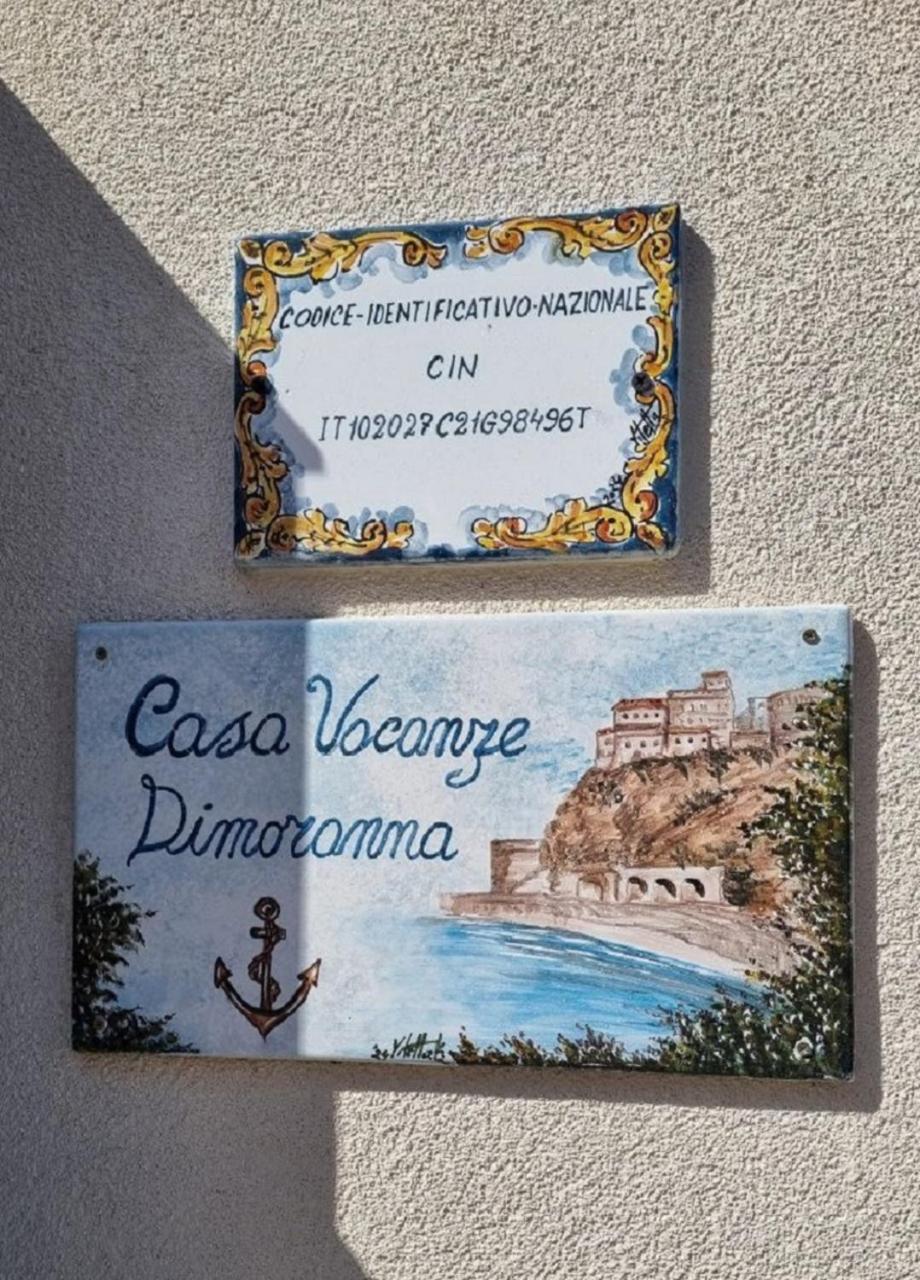 CODICE-IDENTIFICATIVO-NAZIONALE
CIN
IT102027C21G98496T
Casa Vacanze
Dimoranna